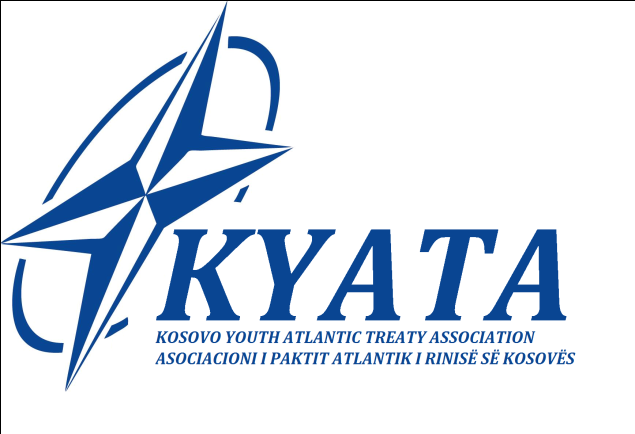 KYATA
KOSOVO YOUTH ATLANTIC TREATY ASSOCIATION
ASOCIACIONI I PAKTIT ATLANTIK I RINISË SË KOSOVËS